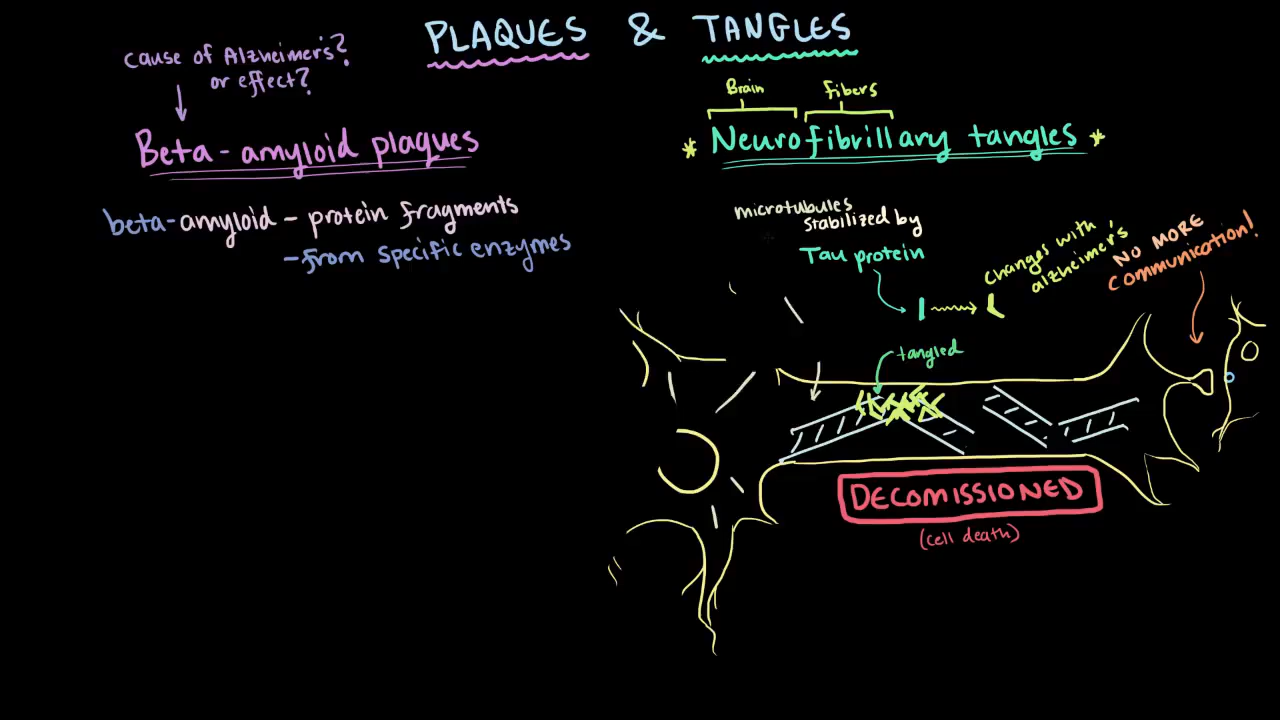 PLAQUES & TANGLES
cause of Alzheimer's?
or effect?
Beta-amyloid plaques
beta-amyloid - protein fragments
- from specific enzymes
Brain fibers
* Neurofibrillary tangles *
microtubules
stabilized by
Tau protein
changes with
alzheimer's
NO MORE
communication!
tangled
DECOMISSIONED
(cell death)